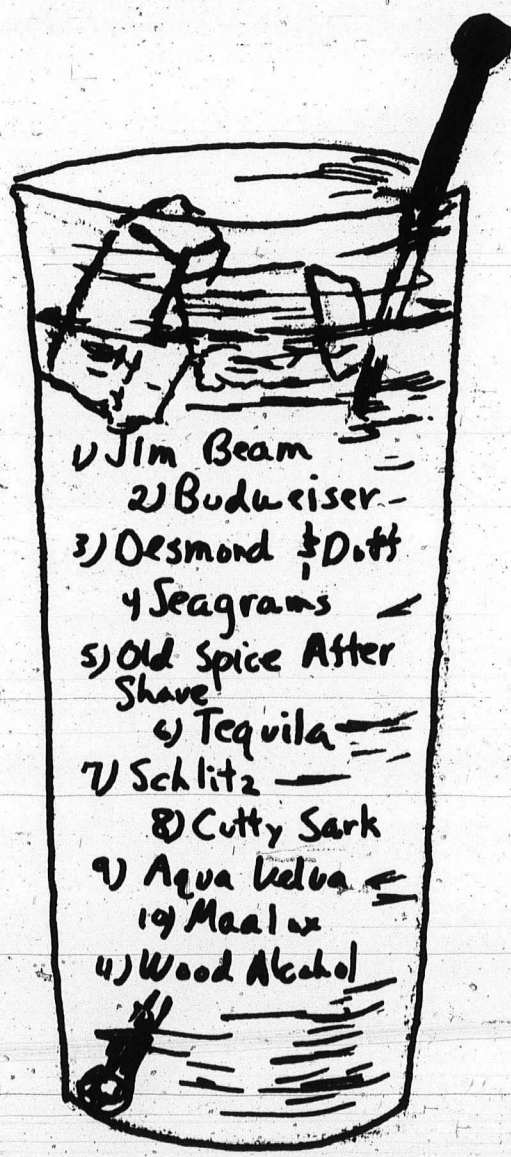 1) Jim Beam
2) Budweiser
3) Desmond & Duff
4 Seagrams
5) Old Spice After
Shave
6) Tequila
7) Schlitz
8) Cutty Sark
9) Aqua Velva
10) Maalox
11) Wood Alcohol